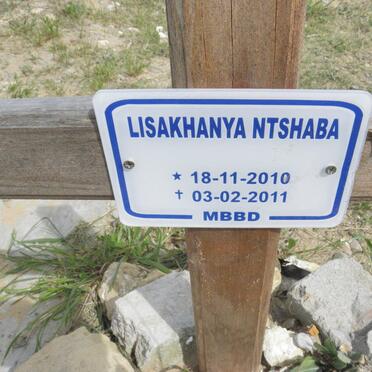 LISAKHANYA NTSHABA
★ 18-11-2010
✝ 03-02-2011
MBBD